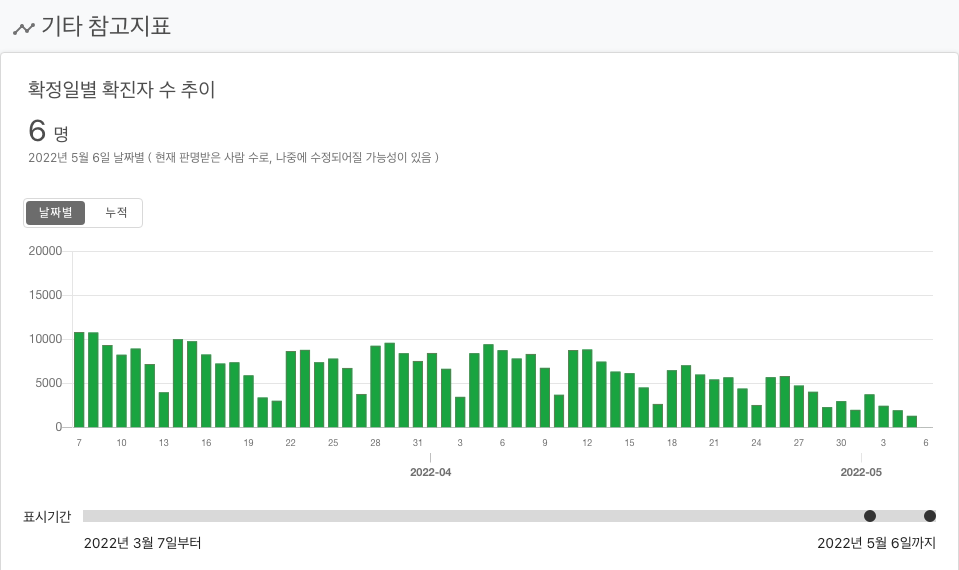 기타 참고지표
확정일별 확진자 수 추이
6 명
2022년 5월 6일 날짜별 ( 현재 판명받은 사람 수로, 나중에 수정되어질 가능성이 있음 )
날짜별 누적
20000
15000
10000
5000
0
7 10 13 16 19 22 25 28 31 3 6 9 12 15 18 21 24 27 30 3 6
2022-04 2022-05
표시기간
2022년 3월 7일부터 2022년 5월 6일까지